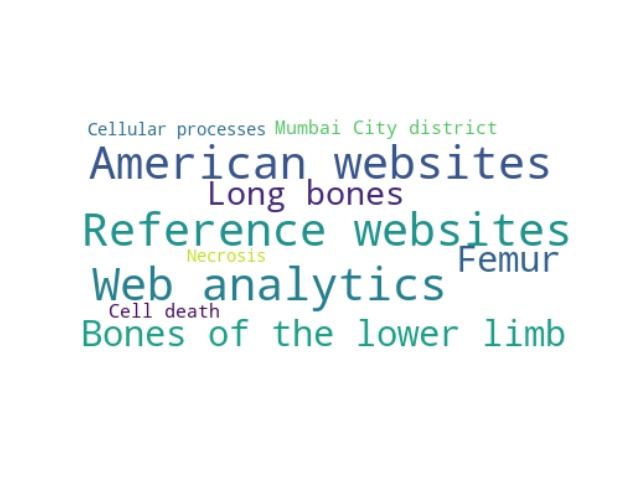 Cellular processes Mumbai City district
American websites
Long bones
Reference websites
Necrosis Femur
Web analytics
Cell death
Bones of the lower limb